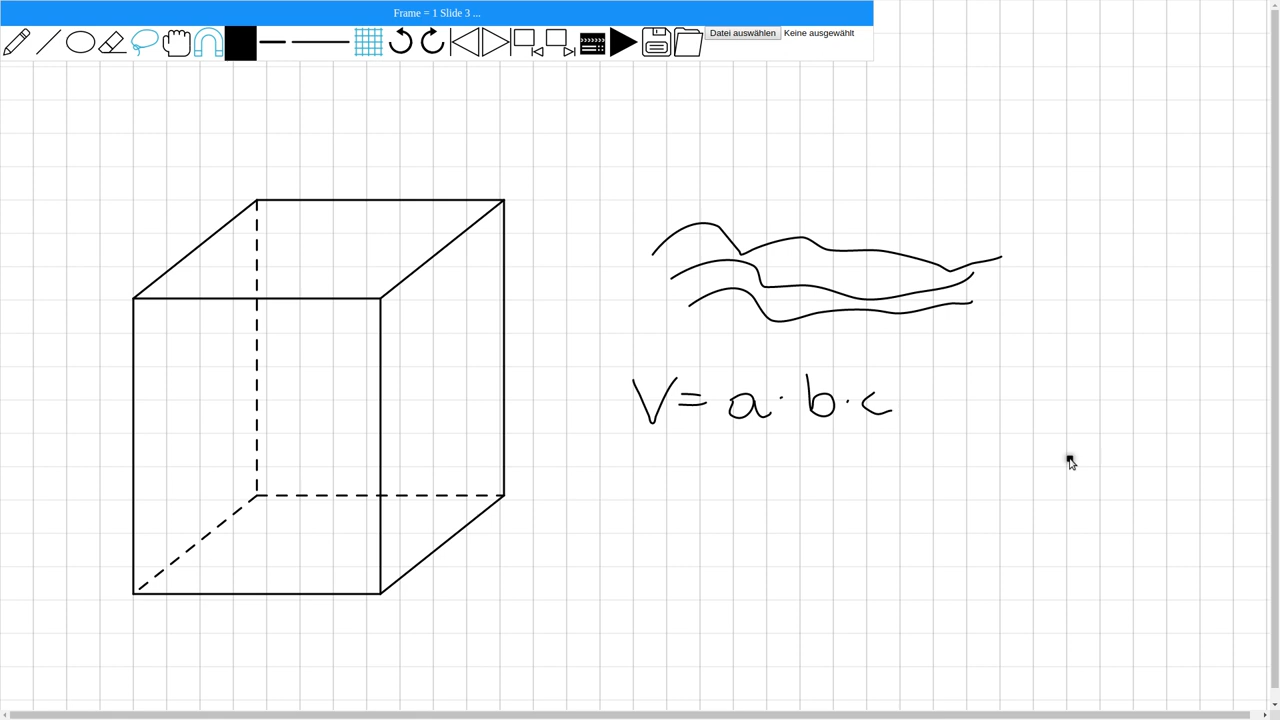 Frame = 1 Slide 3 ...
Datei auswählen Keine ausgewählt
V = a · b · c